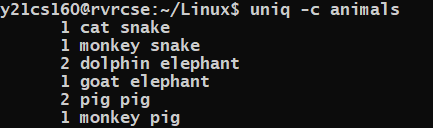 y21cs160@rvrcse:~/Linux$ uniq -c animals
1 cat snake
1 monkey snake
2 dolphin elephant
1 goat elephant
2 pig pig
1 monkey pig